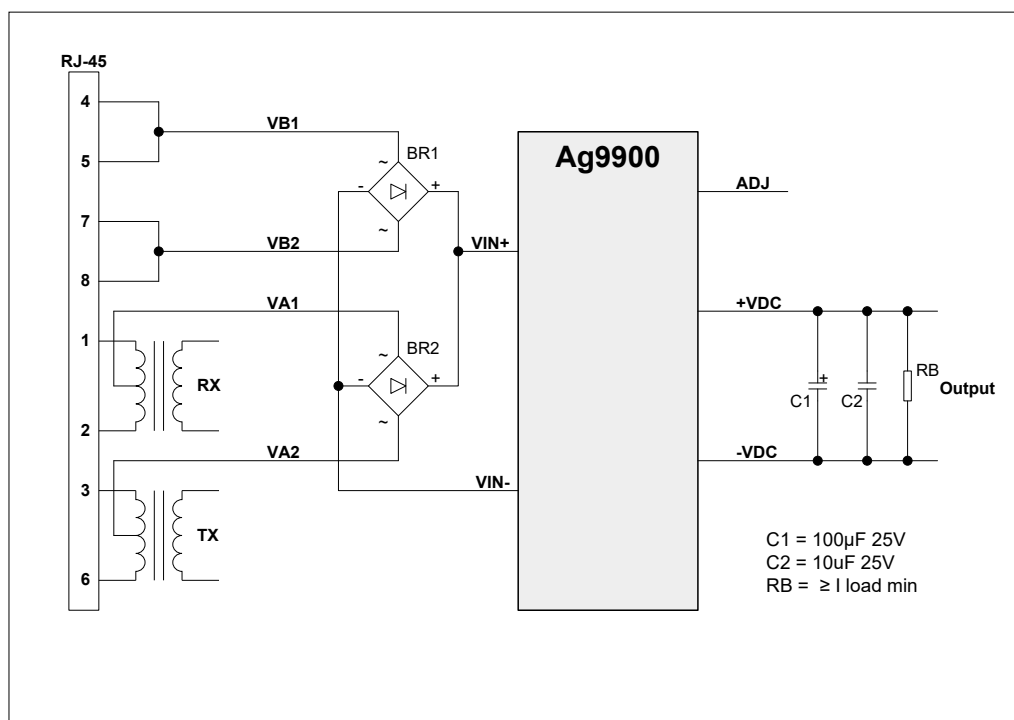 RJ-45
4
5
7
8
1
2
3
6
VB1
VB2
VA1
VA2
RX
TX
~
BR1
-
+
~
~
BR2
-
+
~
VIN+
VIN-
Ag9900
ADJ
+VDC
-VDC
+
C1
C2
RB
Output
C1 = 100µF 25V
C2 = 10uF 25V
RB = ≥ I load min